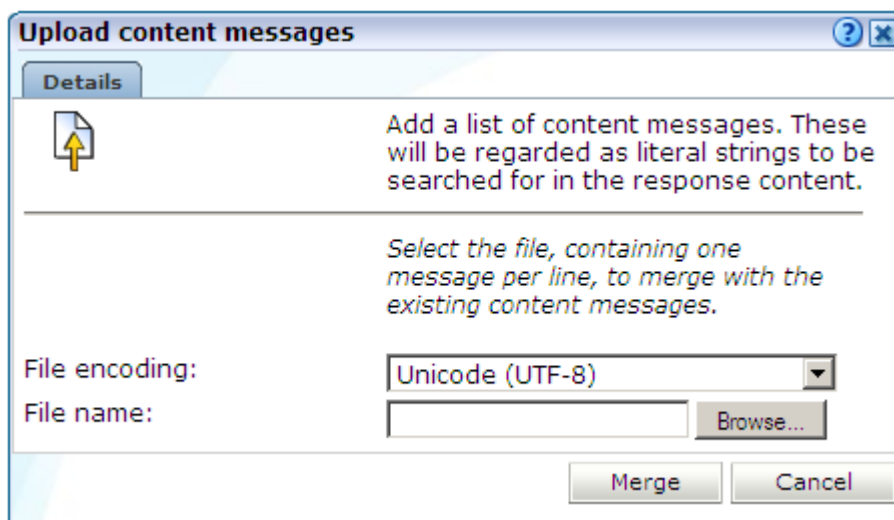 Upload content messages
Details
Add a list of content messages. These
will be regarded as literal strings to be
searched for in the response content.
Select the file, containing one
message per line, to merge with the
existing content messages.
File encoding: Unicode (UTF-8)
File name: Browse...
Merge Cancel